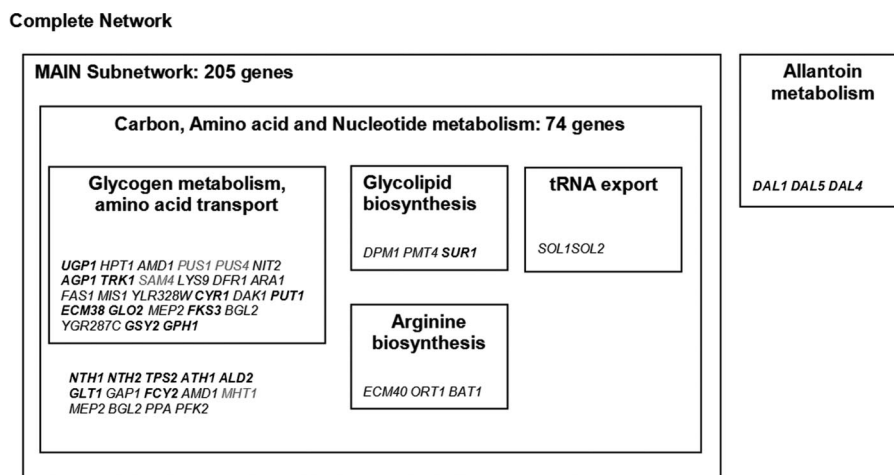 Complete Network
MAIN Subnetwork: 205 genes
Carbon, Amino acid and Nucleotide metabolism: 74 genes
Glycogen metabolism,
amino acid transport
UGP1 HPT1 AMD1 PUS1 PUS4 NIT2
AGP1 TRK1 SAM4 LYS9 DFR1 ARA1
FAS1 MIS1 YLR328W CYR1 DAK1 PUT1
ECM38 GLO2 MEP2 FKS3 BGL2
YGR287C GSY2 GPH1
NTH1 NTH2 TPS2 ATH1 ALD2
GLT1 GAP1 FCY2 AMD1 MHT1
MEP2 BGL2 PPA PFK2
Glycolipid
biosynthesis
DPM1 PMT4 SUR1
Arginine
biosynthesis
ECM40 ORT1 BAT1
tRNA export
SOL1SOL2
Allantoin
metabolism
DAL1 DAL5 DAL4